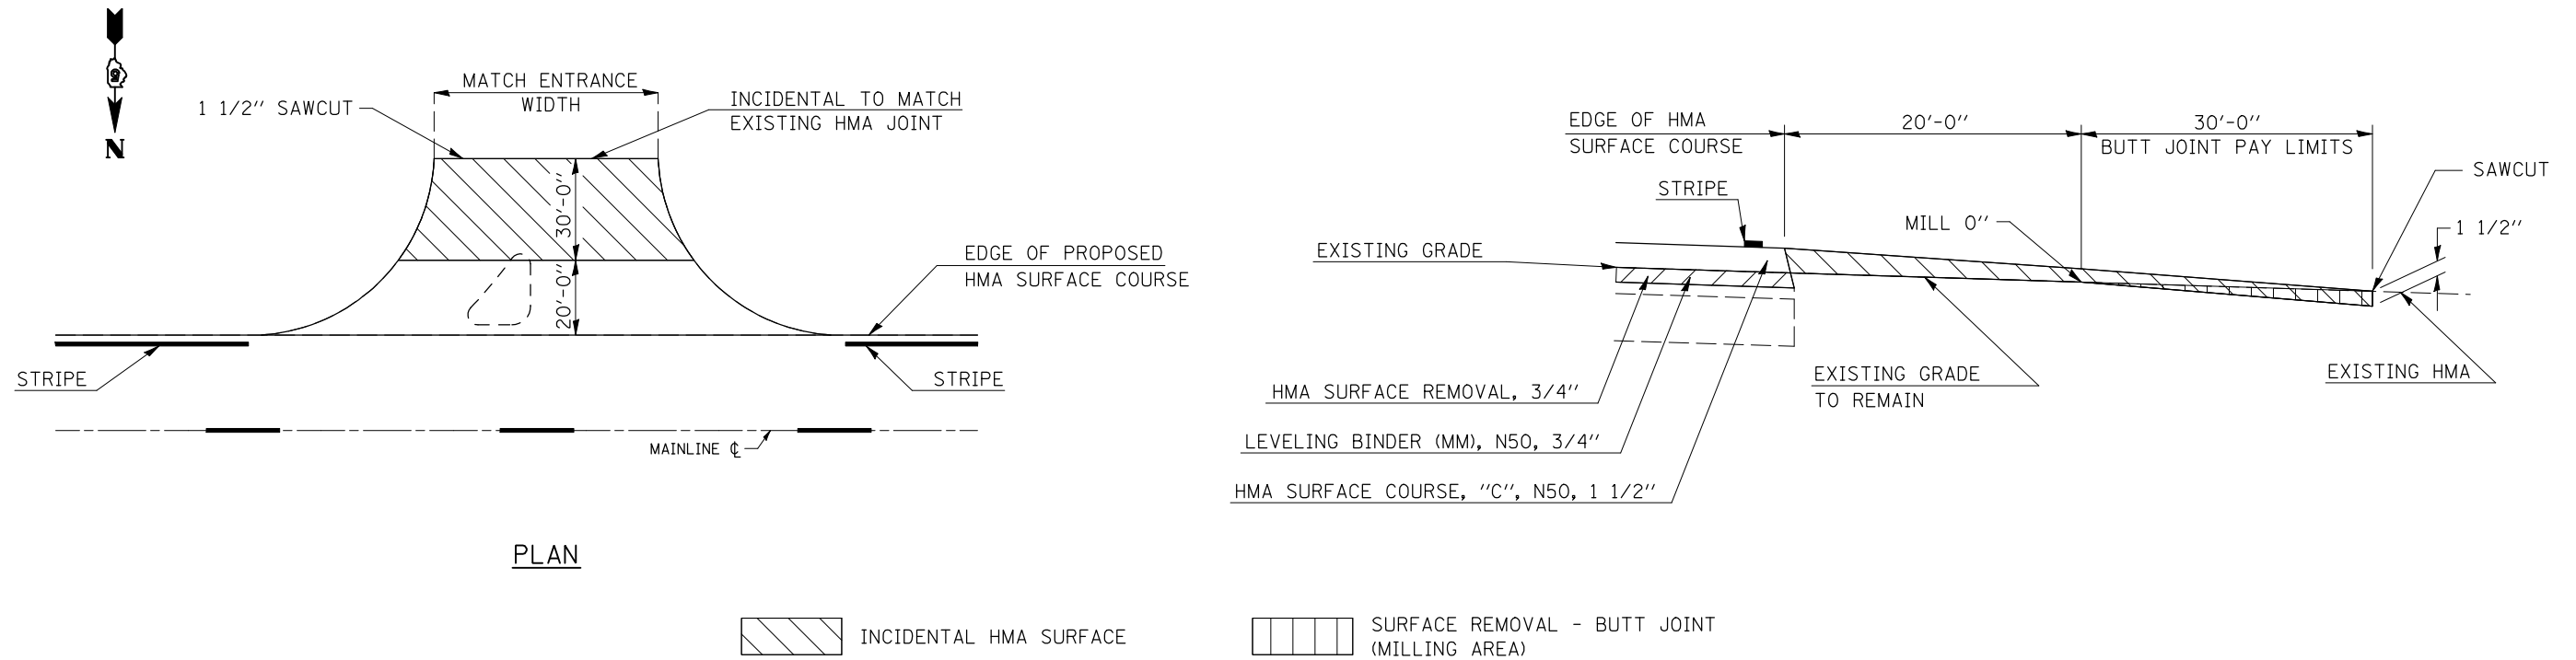 N
1 1/2" SAWCUT
MATCH ENTRANCE
WIDTH
INCIDENTAL TO MATCH
EXISTING HMA JOINT
30'-0"
20'-0"
EDGE OF PROPOSED
HMA SURFACE COURSE
STRIPE
STRIPE
MAINLINE ℄
PLAN
EDGE OF HMA
SURFACE COURSE
20'-0"
30'-0"
BUTT JOINT PAY LIMITS
SAWCUT
STRIPE
MILL 0"
1 1/2"
EXISTING GRADE
HMA SURFACE REMOVAL, 3/4"
EXISTING GRADE
TO REMAIN
EXISTING HMA
LEVELING BINDER (MM), N50, 3/4"
HMA SURFACE COURSE, "C", N50, 1 1/2"
INCIDENTAL HMA SURFACE
SURFACE REMOVAL - BUTT JOINT
(MILLING AREA)